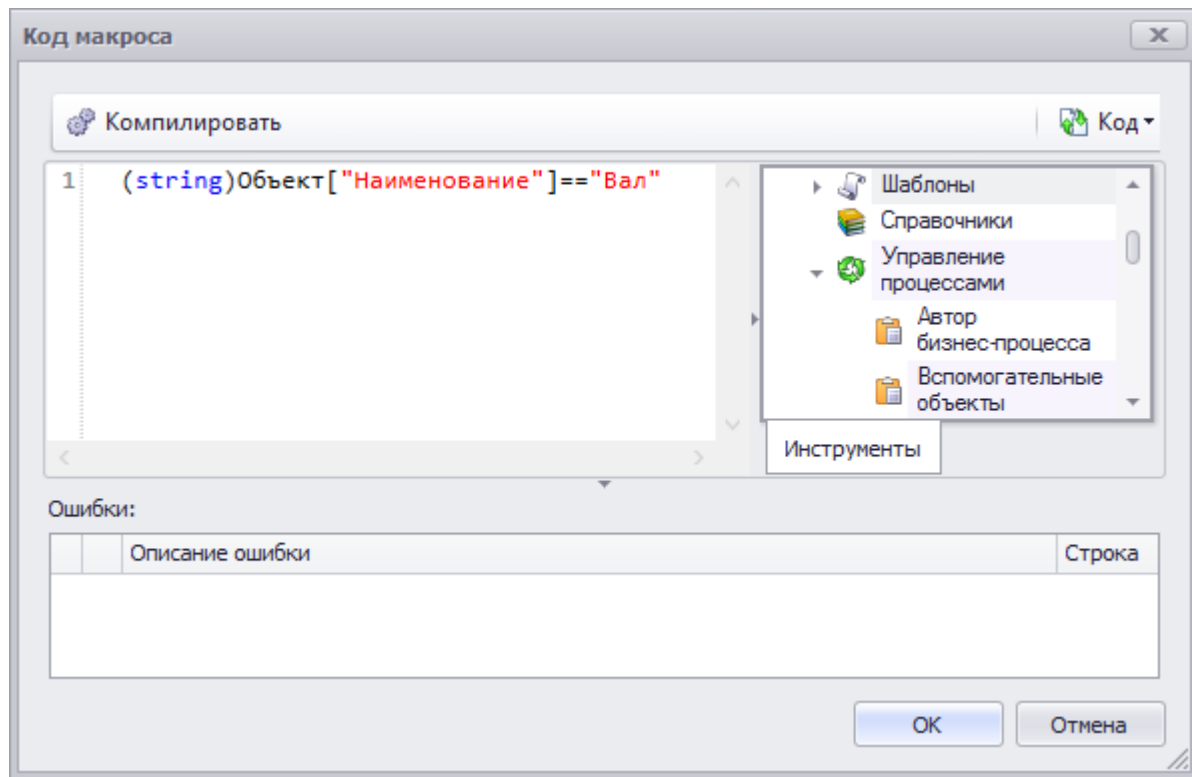 Код макроса
Компилировать
Код
1 (string)Объект["Наименование"]=="Вал"
Шаблоны
Справочники
Управление
процессами
Автор
бизнес-процесса
Вспомогательные
объекты
Инструменты
Ошибки:
Описание ошибки Строка
OK Отмена